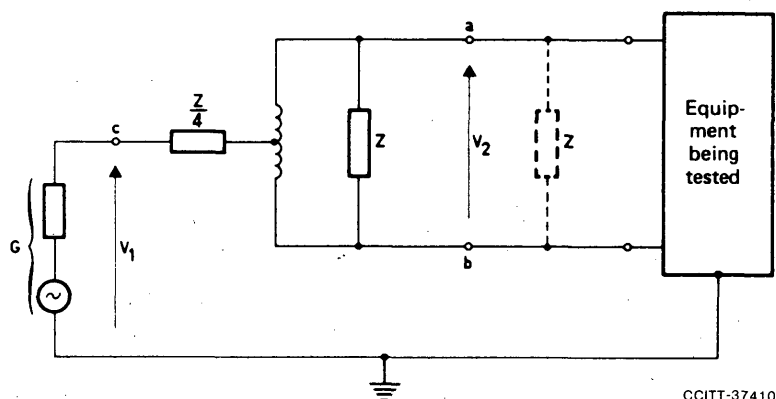 a
Z
4
c
Z
V2
Z
Equip-
ment
being
tested
G
V1
b
CCITT-37410